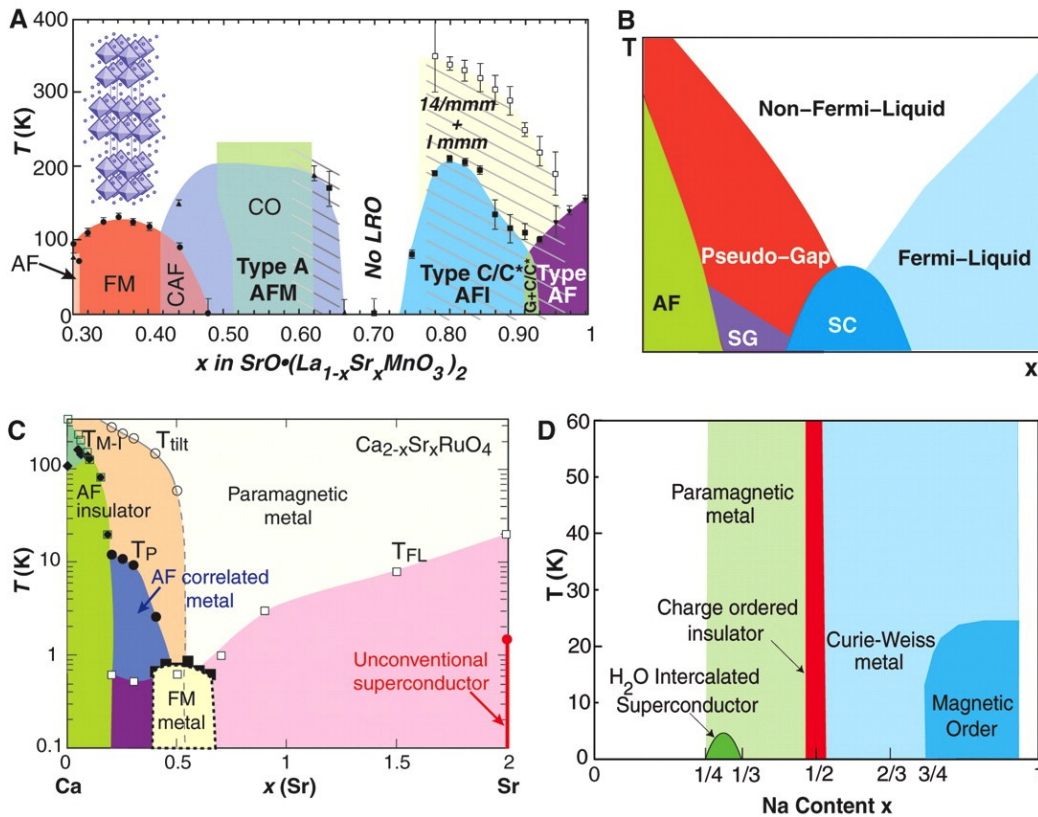 A
400
300
200
100
0
T (K)
14/mmm
+
I mmm
CO
No LRO
AF
FM
CAF
Type A
AFM
Type C/C*
AFI
G+C/C*
Type
AF
0.30
0.40
0.50
0.60
0.70
0.80
0.90
1
x in SrO•(La1-xSrxMnO3)2
B
T
Non–Fermi–Liquid
Pseudo–Gap
Fermi–Liquid
AF
SG
SC
x
C
TM-I
Ttilt
Ca2-xSrxRuO4
100
AF
insulator
Paramagnetic
metal
10
TP
TFL
AF correlated
metal
T (K)
1
Unconventional
superconductor
FM
metal
0.1
0
0.5
1
1.5
2
Ca
x (Sr)
Sr
D
60
50
40
30
20
10
0
T (K)
Paramagnetic
metal
Charge ordered
insulator
Curie-Weiss
metal
H2O Intercalated
Superconductor
Magnetic
Order
0
1/4
1/3
1/2
2/3
3/4
1
Na Content x